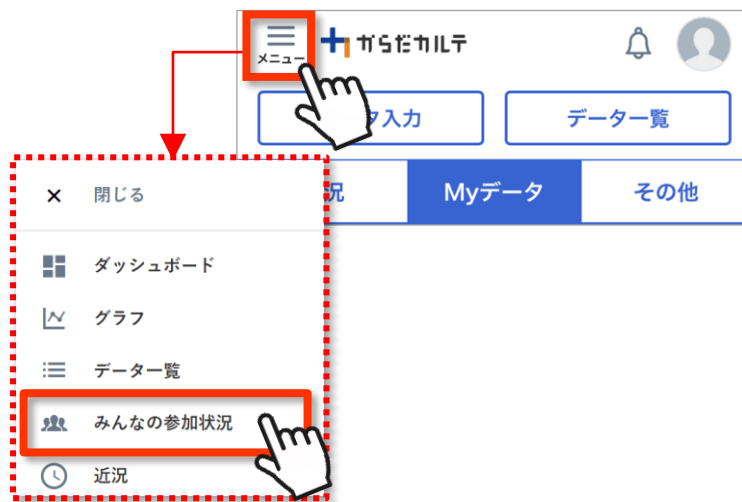 メニュー
からだカルテ
タ入力
データ一覧
況
Myデータ
その他
× 閉じる
ダッシュボード
グラフ
データ一覧
みんなの参加状況
近況